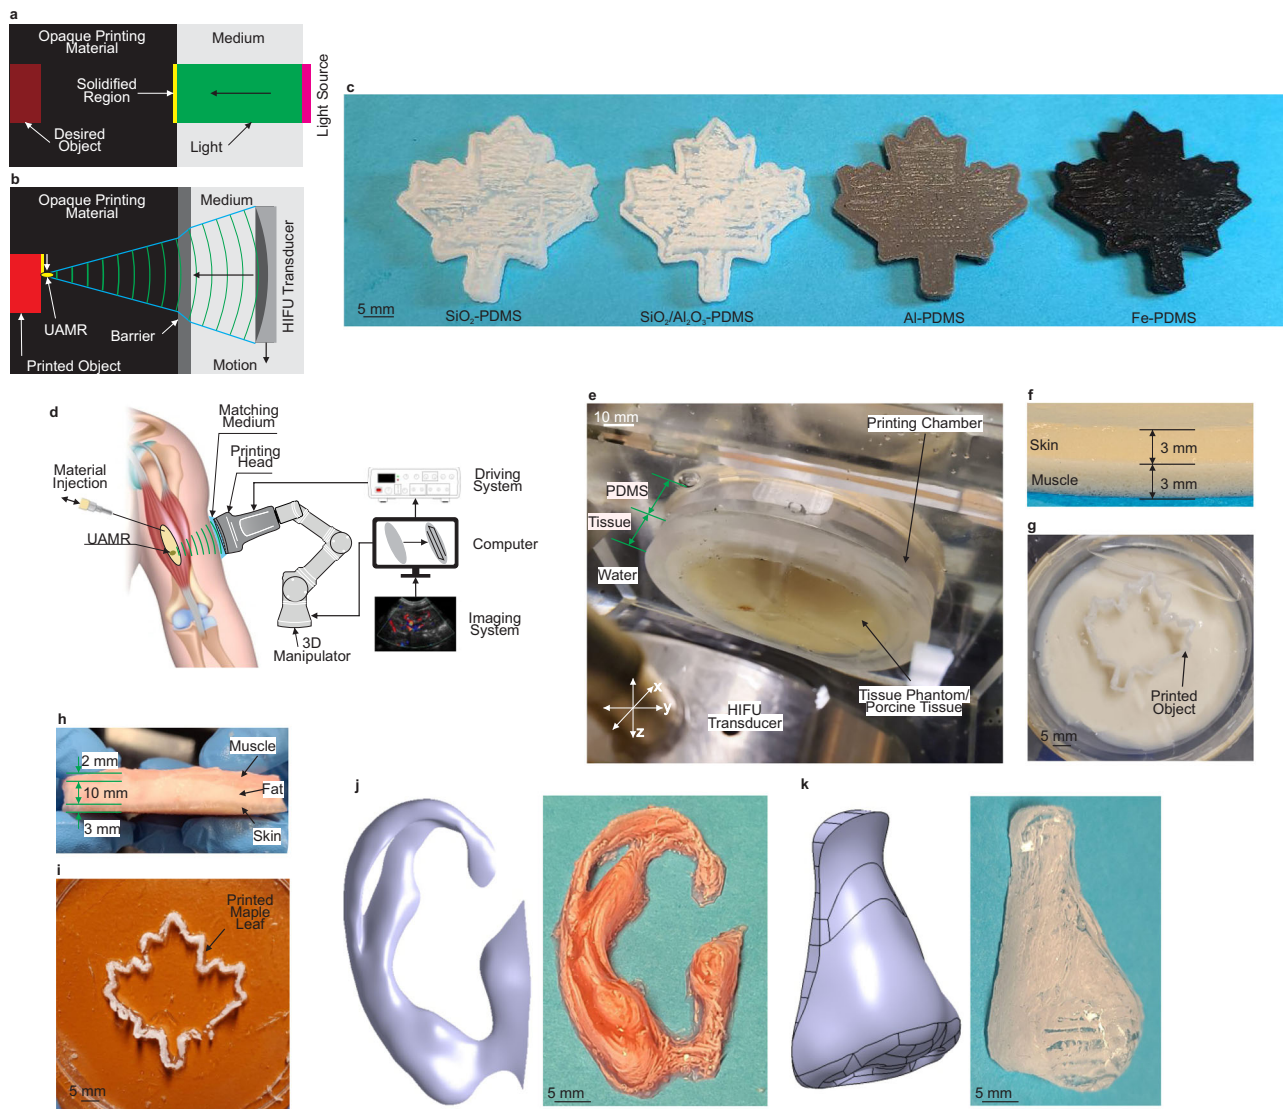 a
Opaque Printing
Material
Medium
Solidified
Region
Desired
Object
Light
Light Source
b
Opaque Printing
Material
Medium
HIFU Transducer
UAMR
Barrier
Printed Object
Motion
c
5 mm
SiO₂-PDMS
SiO₂/Al₂O₃-PDMS
Al-PDMS
Fe-PDMS
d
Matching
Medium
Printing
Head
Material
Injection
UAMR
Driving
System
Computer
Imaging
System
3D
Manipulator
e
10 mm
Printing Chamber
PDMS
Tissue
Water
x
y
z
HIFU
Transducer
Tissue Phantom/
Porcine Tissue
f
Skin
3 mm
Muscle
3 mm
g
Printed
Object
5 mm
h
2 mm
Muscle
10 mm
Fat
3 mm
Skin
i
Printed
Maple
Leaf
5 mm
j
5 mm
k
5 mm